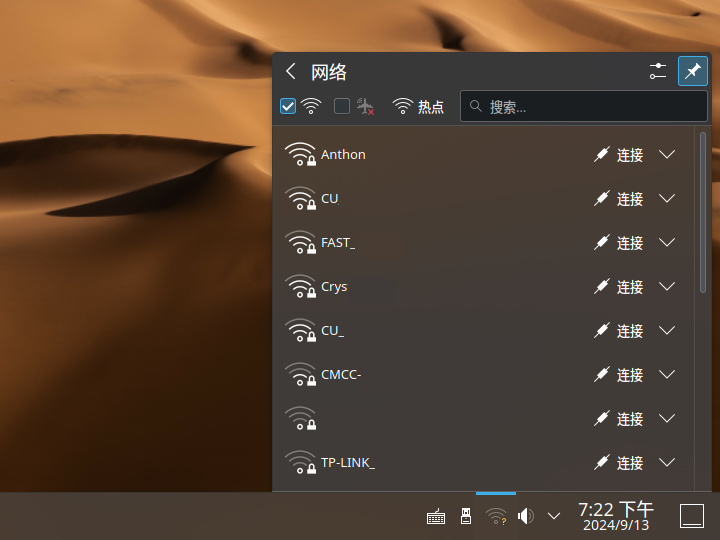 网络
热点 搜索...
Anthon 连接
CU 连接
FAST_ 连接
Crys 连接
CU_ 连接
CMCC- 连接
连接
TP-LINK_ 连接
7:22 下午
2024/9/13